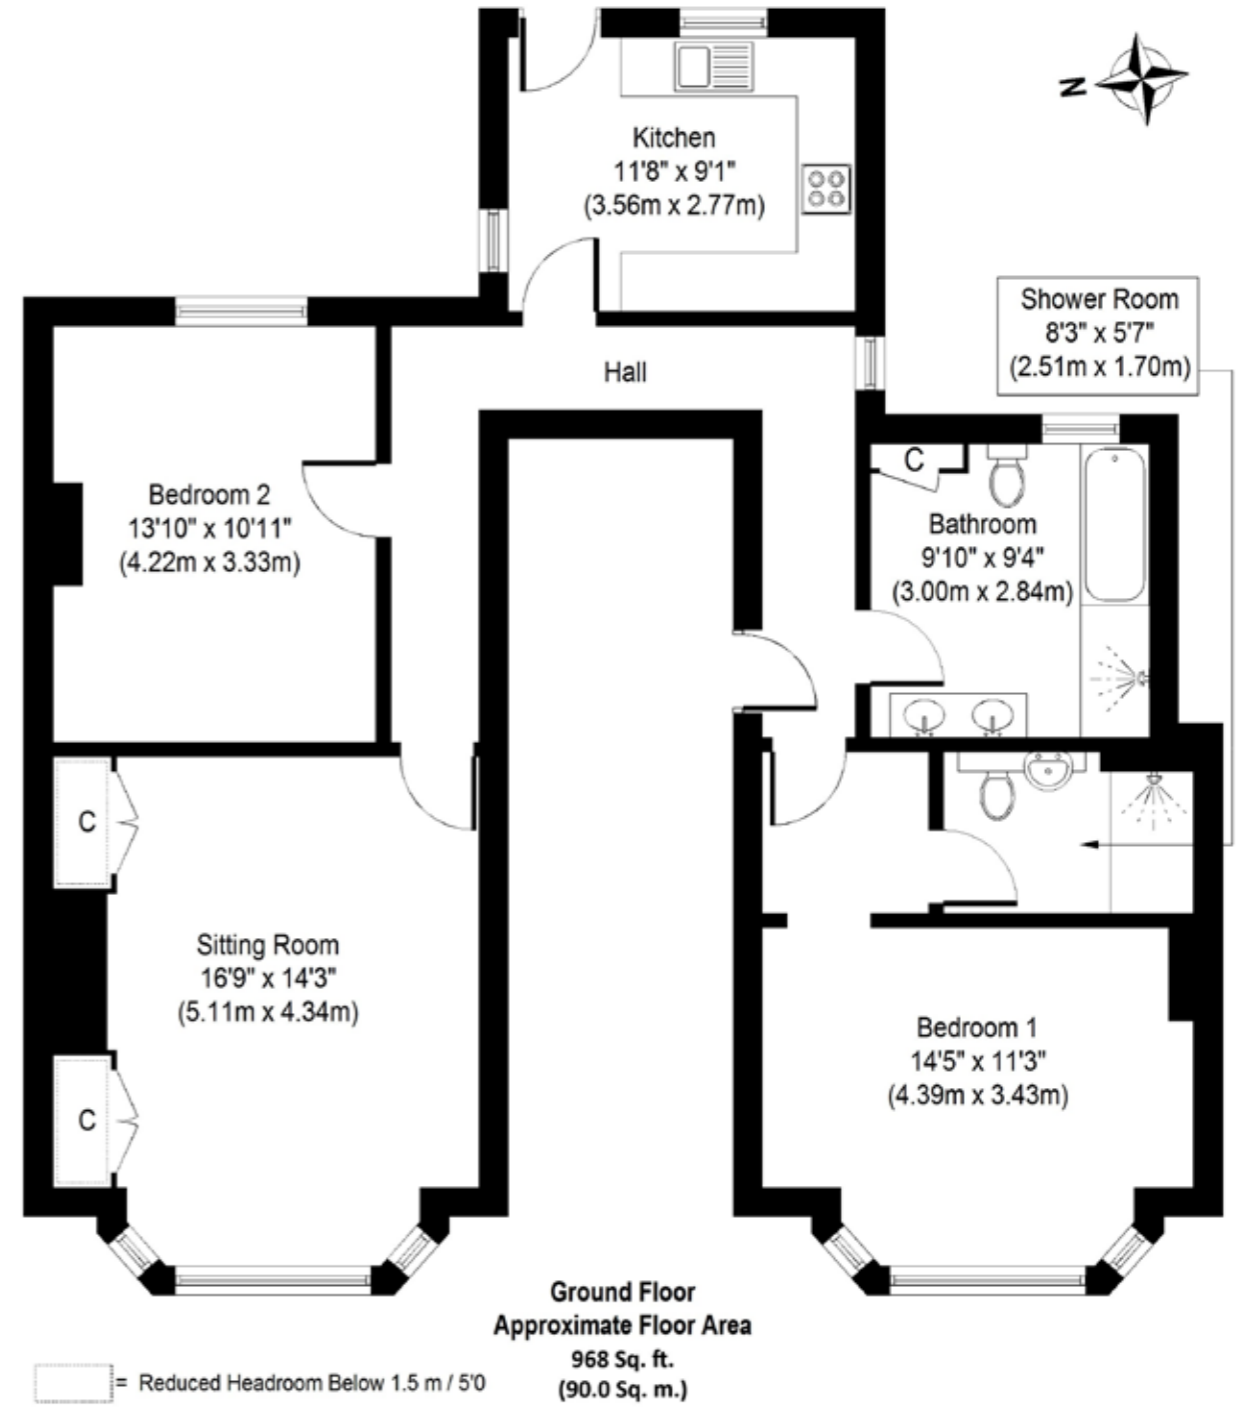 N
Kitchen
11'8" x 9'1"
(3.56m x 2.77m)
Shower Room
8'3" x 5'7"
(2.51m x 1.70m)
Hall
C
Bedroom 2
13'10" x 10'11"
(4.22m x 3.33m)
Bathroom
9'10" x 9'4"
(3.00m x 2.84m)
C
Sitting Room
16'9" x 14'3"
(5.11m x 4.34m)
Bedroom 1
14'5" x 11'3"
(4.39m x 3.43m)
C
Ground Floor
Approximate Floor Area
968 Sq. ft.
(90.0 Sq. m.)
= Reduced Headroom Below 1.5 m / 5'0